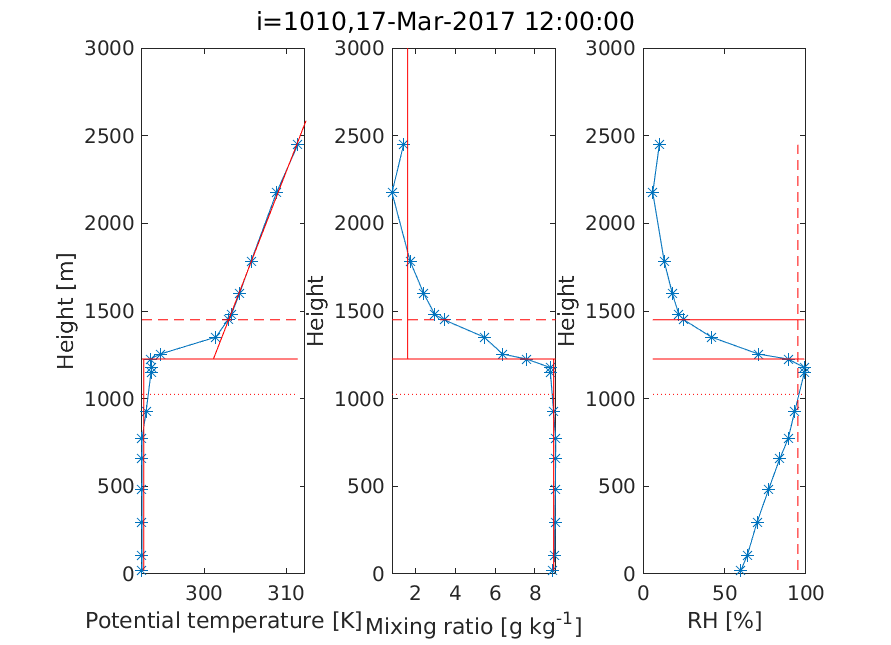 i=1010,17-Mar-2017 12:00:00
Height [m]
3000
2500
2000
1500
1000
500
0
300 310
Potential temperature [K]
Height
3000
2500
2000
1500
1000
500
0
2 4 6 8
Mixing ratio [g kg-1]
Height
3000
2500
2000
1500
1000
500
0
0 50 100
RH [%]